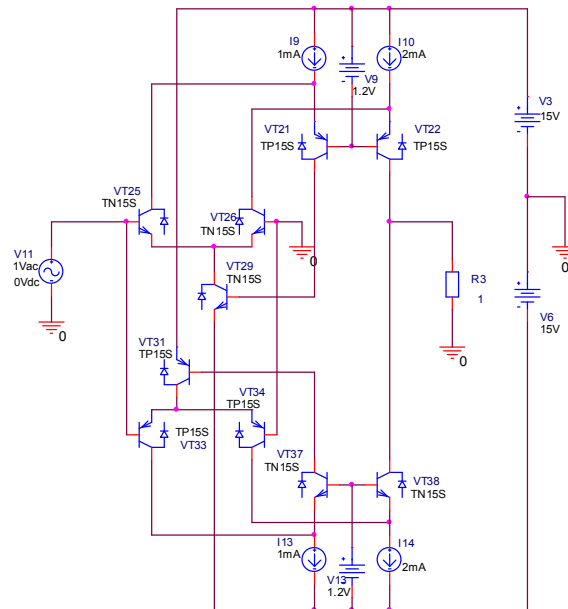 I9
1mA
V9
1.2V
I10
2mA
V3
15V
VT21
TP15S
VT22
TP15S
VT25
TN15S
VT26
TN15S
0
0
V11
1Vac
0Vdc
0
VT29
TN15S
R3
1
0
V6
15V
VT31
TP15S
VT34
TP15S
TP15S
VT33
VT37
TN15S
VT38
TN15S
I13
1mA
V13
1.2V
I14
2mA